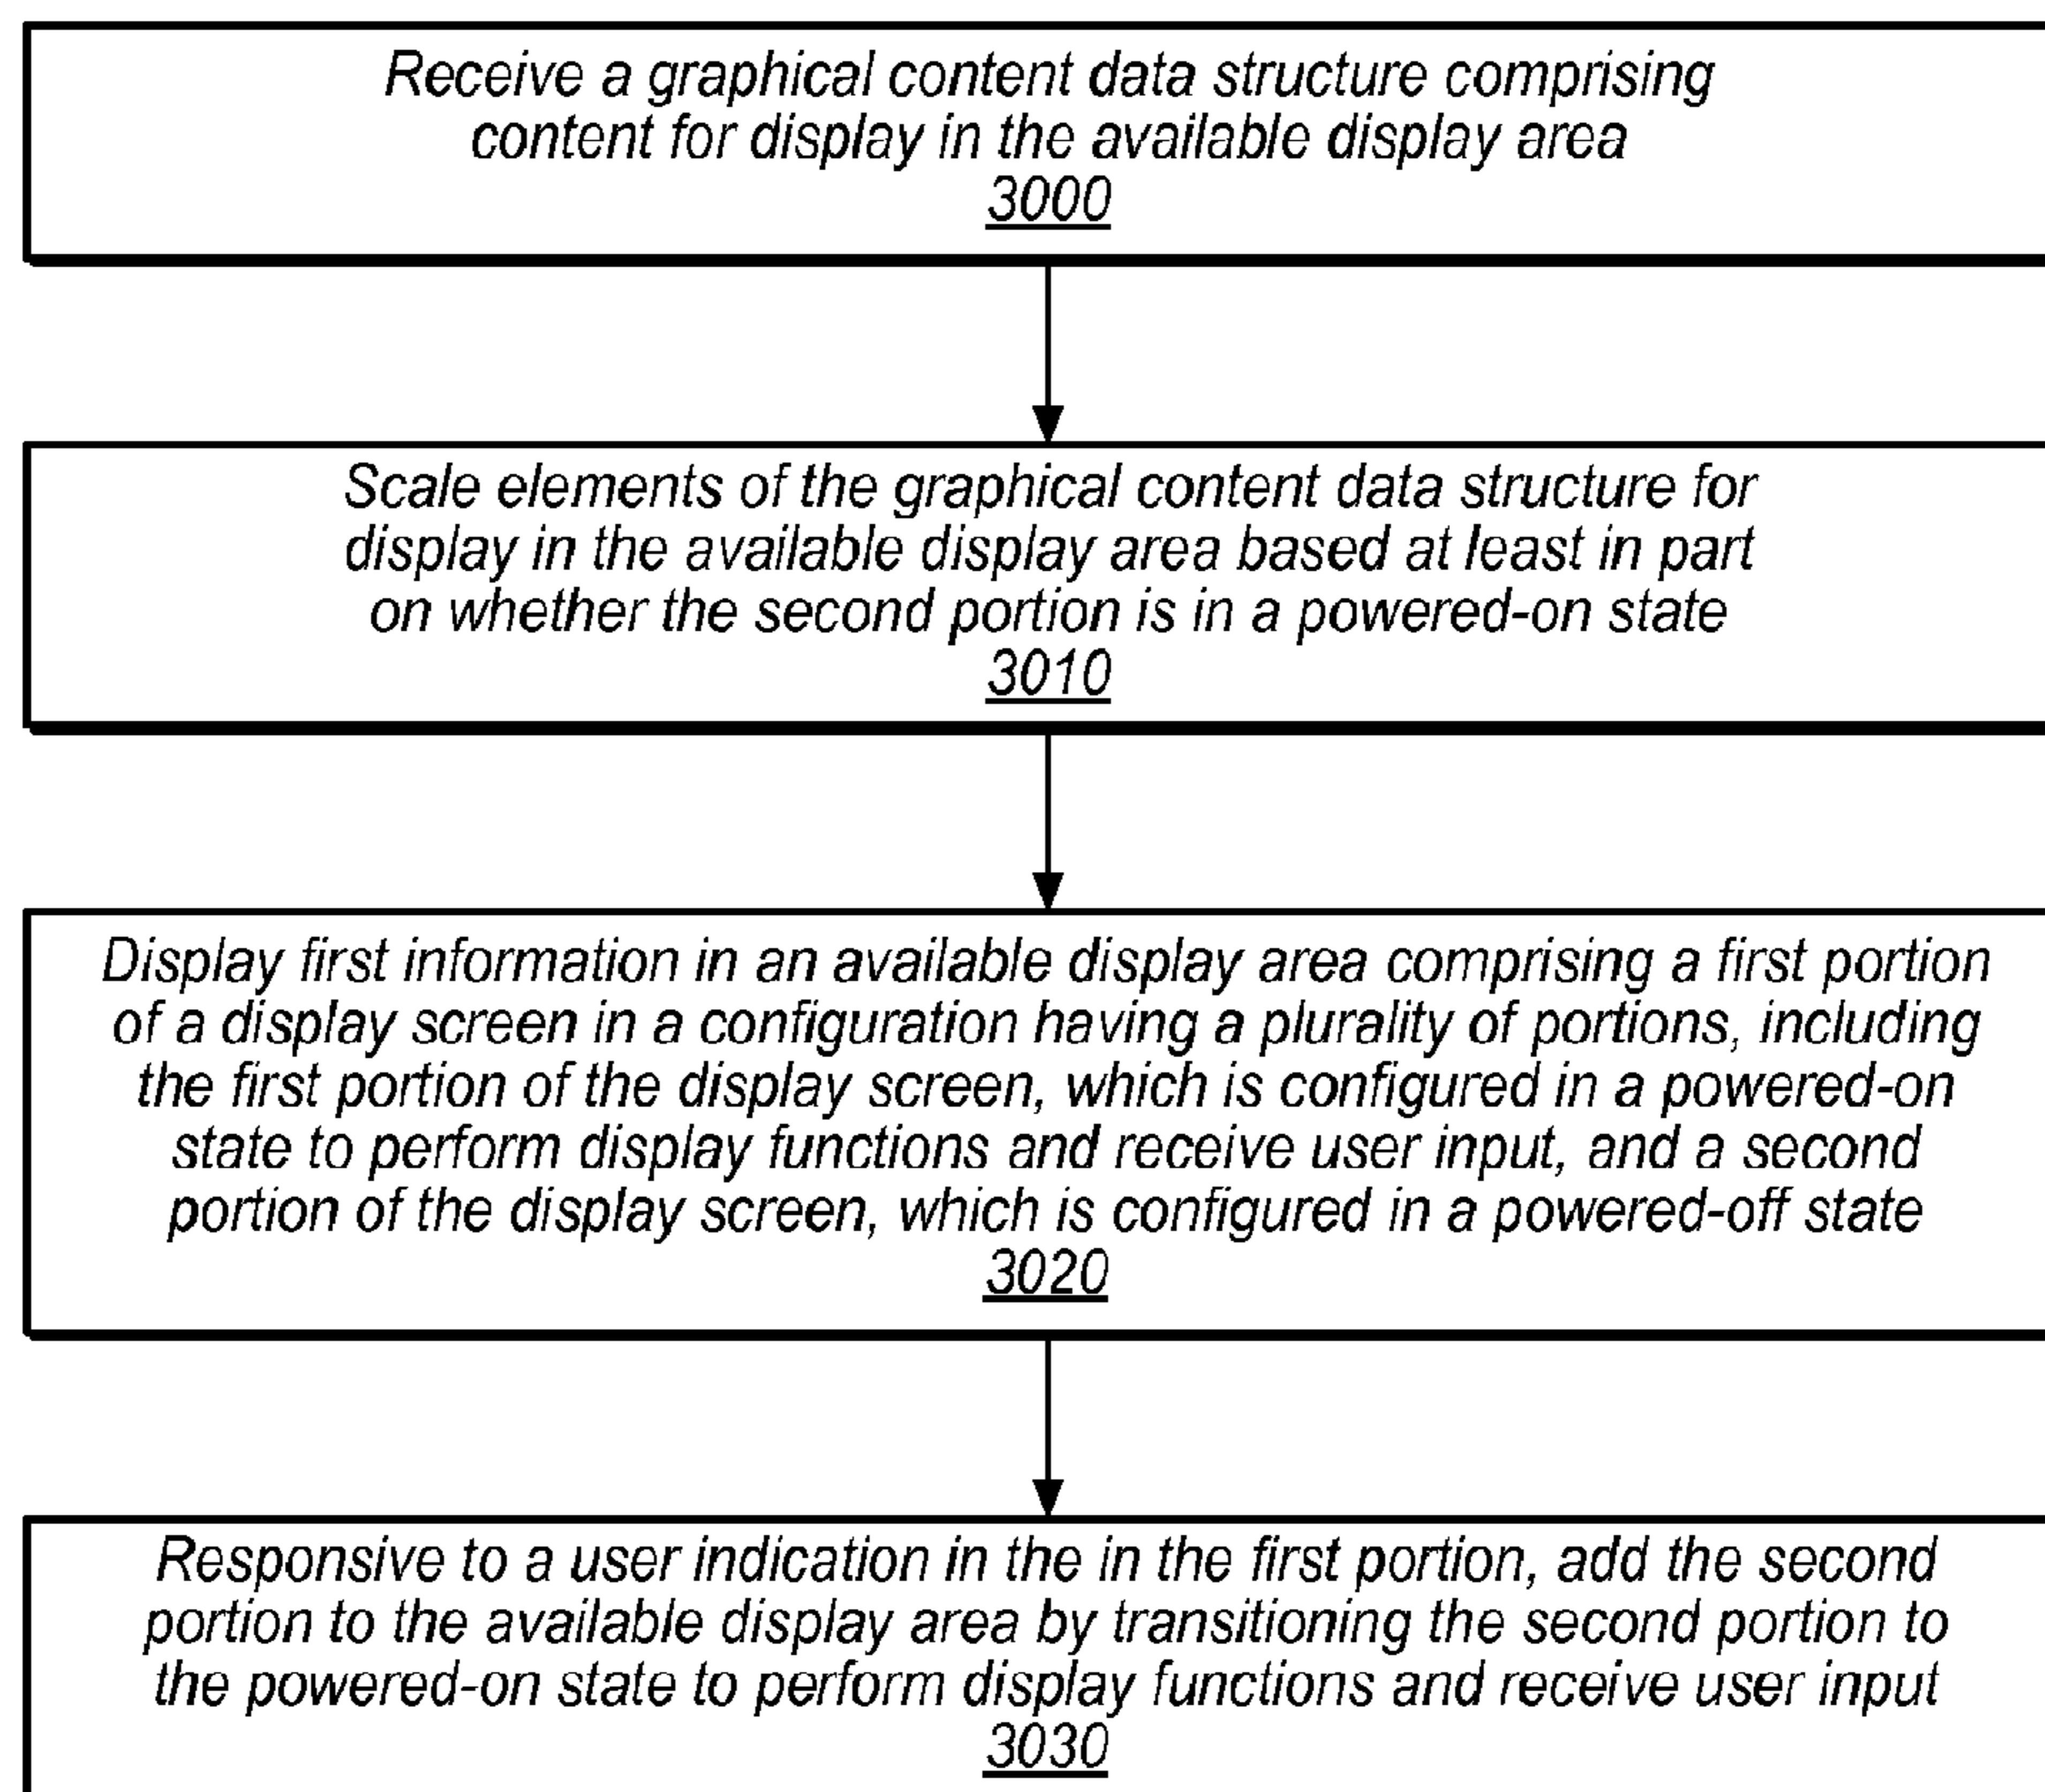 Receive a graphical content data structure comprising
content for display in the available display area
3000
Scale elements of the graphical content data structure for
display in the available display area based at least in part
on whether the second portion is in a powered-on state
3010
Display first information in an available display area comprising a first portion
of a display screen in a configuration having a plurality of portions, including
the first portion of the display screen, which is configured in a powered-on
state to perform display functions and receive user input, and a second
portion of the display screen, which is configured in a powered-off state
3020
Responsive to a user indication in the in the first portion, add the second
portion to the available display area by transitioning the second portion to
the powered-on state to perform display functions and receive user input
3030